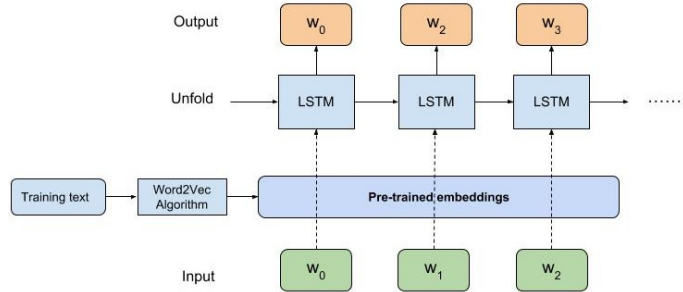 Output
w0
w2
w3
Unfold
LSTM
LSTM
LSTM
......
Training text
Word2Vec
Algorithm
Pre-trained embeddings
Input
w0
w1
w2